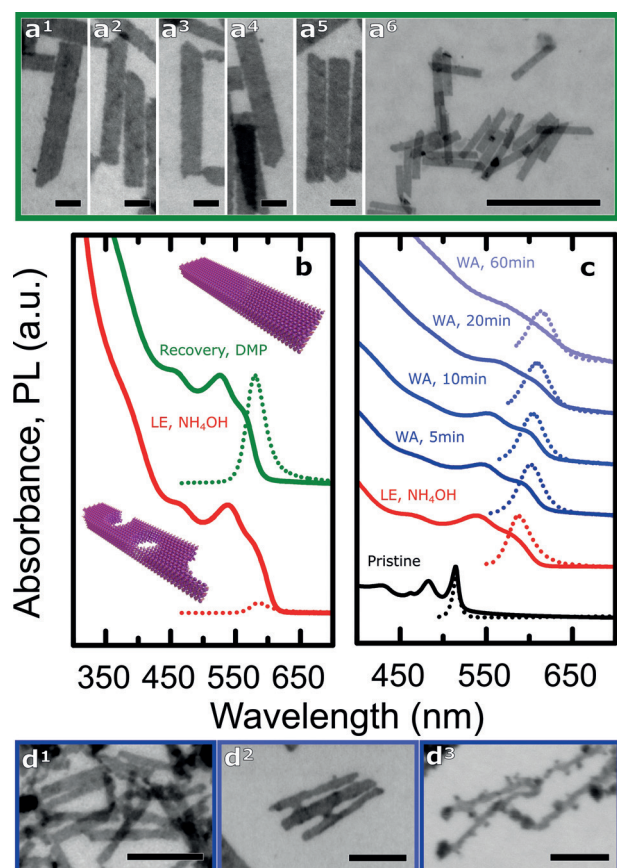 a¹ a² a³ a⁴ a⁵ a⁶
Absorbance, PL (a.u.)
b
Recovery, DMP
LE, NH₄OH
350 450 550 650
c
WA, 60min
WA, 20min
WA, 10min
WA, 5min
LE, NH₄OH
Pristine
450 550 650
Wavelength (nm)
d¹ d² d³